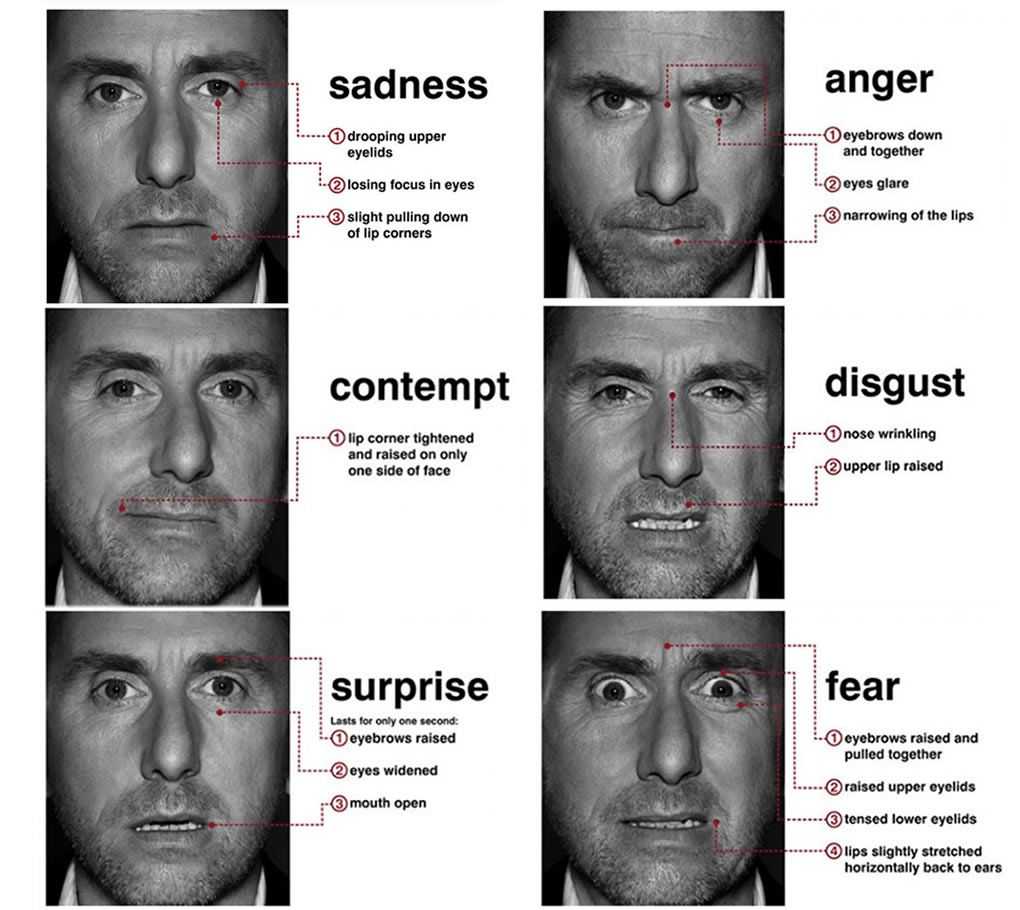 sadness
① drooping upper
eyelids
② losing focus in eyes
③ slight pulling down
of lip corners
anger
① eyebrows down
and together
② eyes glare
③ narrowing of the lips
contempt
① lip corner tightened
and raised on only
one side of face
disgust
① nose wrinkling
② upper lip raised
surprise
Lasts for only one second:
① eyebrows raised
② eyes widened
③ mouth open
fear
① eyebrows raised and
pulled together
② raised upper eyelids
③ tensed lower eyelids
④ lips slightly stretched
horizontally back to ears